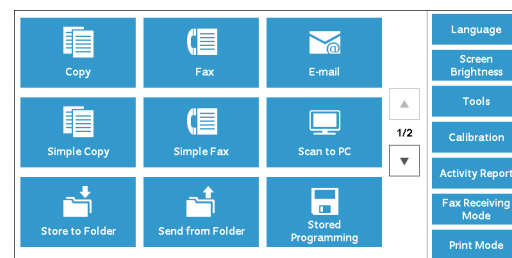 Copy
Fax
E-mail
Simple Copy
Simple Fax
Scan to PC
Store to Folder
Send from Folder
Stored
Programming
1/2
Language
Screen
Brightness
Tools
Calibration
Activity Report
Fax Receiving
Mode
Print Mode